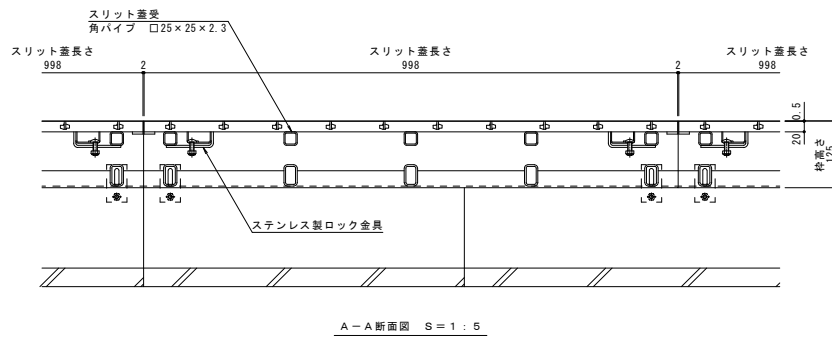 スリット蓋受
角パイプ □25×25×2.3
スリット蓋長さ
スリット蓋長さ
スリット蓋長さ
998
2
998
2
998
0.5
20
枠高さ
125
ステンレス製ロック金具
A-A断面図 S=1:5